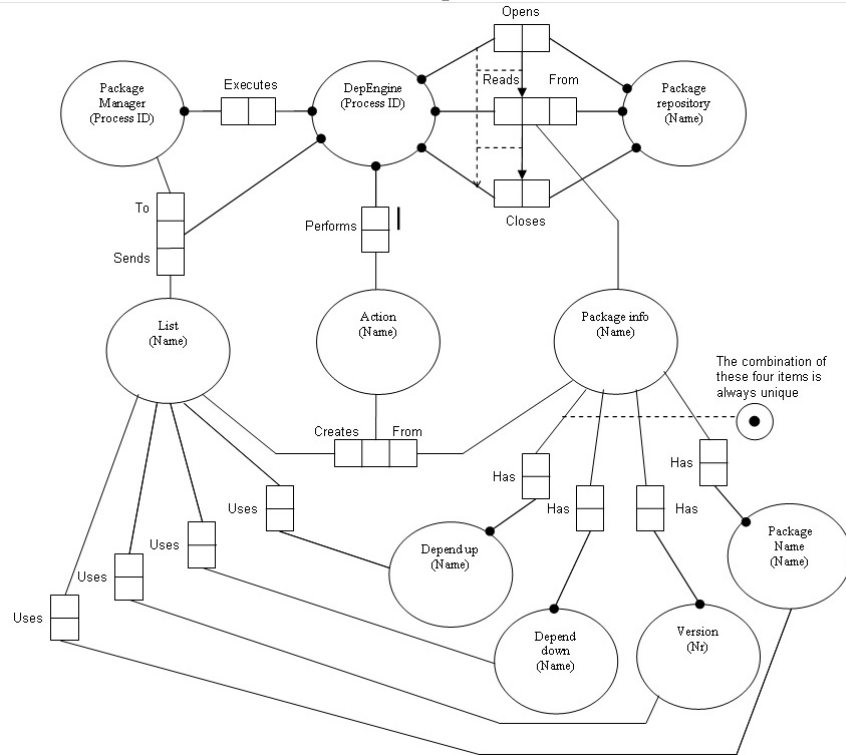 Opens
Package
Manager
(Process ID)
Executes
DepEngine
(Process ID)
Reads
From
Package
repository
(Name)
To
Sends
Performs
Closes
List
(Name)
Action
(Name)
Package info
(Name)
The combination of
these four items is
always unique
Creates
From
Has
Has
Has
Has
Uses
Uses
Uses
Uses
Depend up
(Name)
Depend
down
(Name)
Version
(Nr)
Package
Name
(Name)